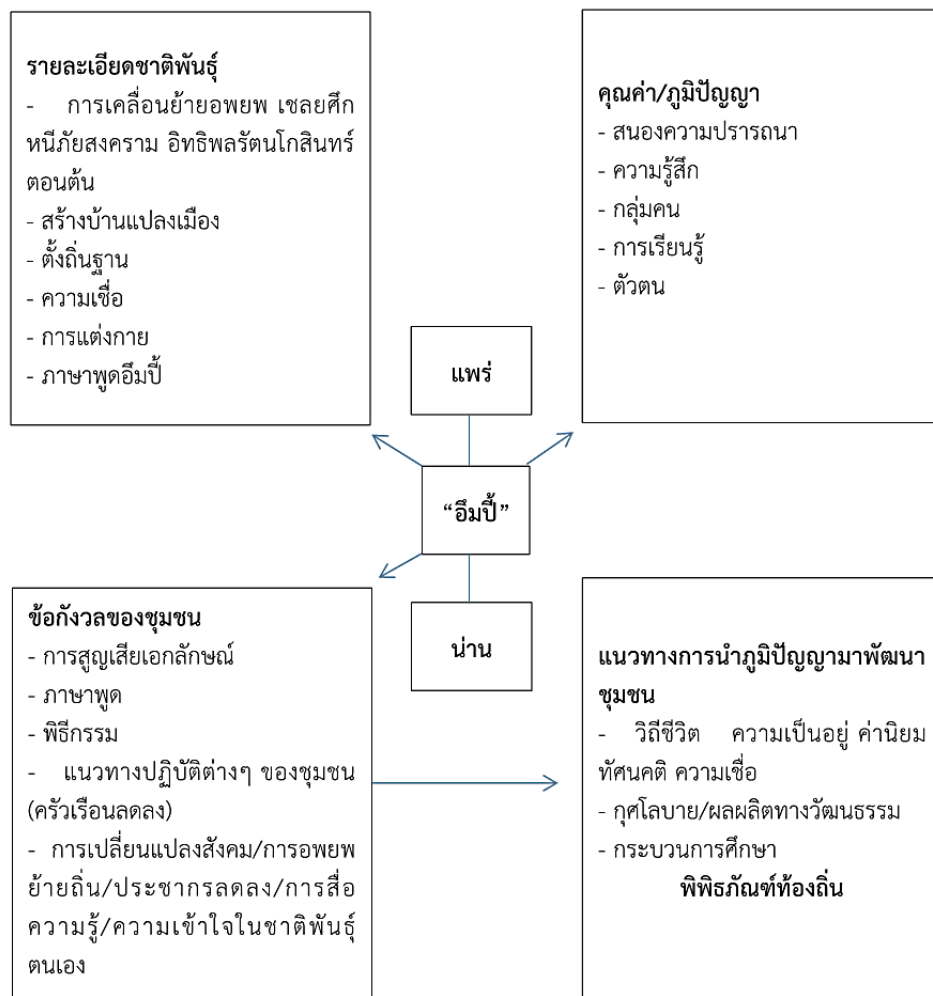 รายละเอียดชาติพันธุ์
- การเคลื่อนย้ายอพยพ เชลยศึก
หนีภัยสงคราม อิทธิพลรัตนโกสินทร์
ตอนต้น
- สร้างบ้านแปลงเมือง
- ตั้งถิ่นฐาน
- ความเชื่อ
- การแต่งกาย
- ภาษาพูดอึมปี้
คุณค่า/ภูมิปัญญา
- สนองความปรารถนา
- ความรู้สึก
- กลุ่มคน
- การเรียนรู้
- ตัวตน
แพร่
“อึมปี้”
น่าน
ข้อกังวลของชุมชน
- การสูญเสียเอกลักษณ์
- ภาษาพูด
- พิธีกรรม
- แนวทางปฏิบัติต่างๆ ของชุมชน
(ครัวเรือนลดลง)
- การเปลี่ยนแปลงสังคม/การอพยพ
ย้ายถิ่น/ประชากรลดลง/การสื่อ
ความรู้/ความเข้าใจในชาติพันธุ์
ตนเอง
แนวทางการนำภูมิปัญญามาพัฒนา
ชุมชน
- วิถีชีวิต ความเป็นอยู่ ค่านิยม
ทัศนคติ ความเชื่อ
- กุศโลบาย/ผลผลิตทางวัฒนธรรม
- กระบวนการศึกษา
พิพิธภัณฑ์ท้องถิ่น